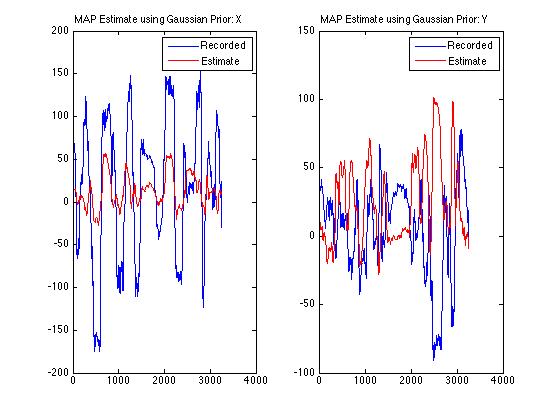 MAP Estimate using Gaussian Prior: X
200
150
100
50
0
-50
-100
-150
-200
0 1000 2000 3000 4000
Recorded
Estimate
MAP Estimate using Gaussian Prior: Y
150
100
50
0
-50
-100
0 1000 2000 3000 4000
Recorded
Estimate